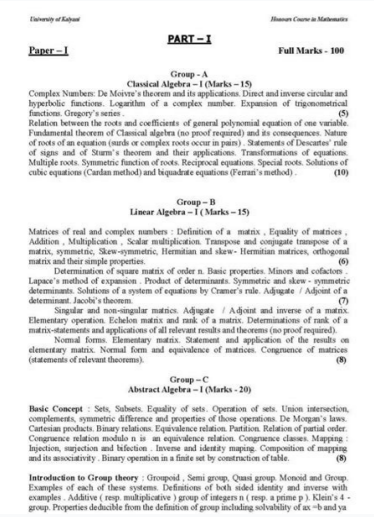 University of Kalyani Honours Course in Mathematics
PART – I
Paper – I Full Marks - 100
Group - A
Classical Algebra – I (Marks – 15)
Complex Numbers: De Moivre's theorem and its applications. Direct and inverse circular and
hyperbolic functions. Logarithm of a complex number. Expansion of trigonometrical
functions. Gregory's series . (5)
Relation between the roots and coefficients of general polynomial equation of one variable.
Fundamental theorem of Classical algebra (no proof required) and its consequences. Nature
of roots of an equation (surds or complex roots occur in pairs) . Statements of Descartes' rule
of signs and of Sturm's theorem and their applications. Transformations of equations.
Multiple roots. Symmetric function of roots. Reciprocal equations. Special roots. Solutions of
cubic equations (Cardan method) and biquadrate equations (Ferrari's method) . (10)
Group – B
Linear Algebra – I ( Marks – 15)
Matrices of real and complex numbers : Definition of a matrix , Equality of matrices ,
Addition , Multiplication , Scalar multiplication. Transpose and conjugate transpose of a
matrix, symmetric, Skew-symmetric, Hermitian and skew- Hermitian matrices, orthogonal
matrix and their simple properties. (6)
Determination of square matrix of order n. Basic properties. Minors and cofactors .
Lapace's method of expansion . Product of determinants. Symmetric and skew - symmetric
determinants. Solutions of a system of equations by Cramer's rule. Adjugate / Adjoint of a
determinant. Jacobi's theorem. (7)
Singular and non-singular matrices. Adjugate / Adjoint and inverse of a matrix.
Elementary operation. Echelon matrix and rank of a matrix. Determinations of rank of a
matrix-statements and applications of all relevant results and theorems (no proof required).
Normal forms. Elementary matrix. Statement and application of the results on
elementary matrix. Normal form and equivalence of matrices. Congruence of matrices
(statements of relevant theorems). (8)
Group – C
Abstract Algebra – I (Marks - 20)
Basic Concept : Sets, Subsets. Equality of sets. Operation of sets. Union intersection,
complements, symmetric difference and properties of those operations. De Morgan's laws.
Cartesian products. Binary relations. Equivalence relation. Partition. Relation of partial order.
Congruence relation modulo n is an equivalence relation. Congruence classes. Mapping :
Injection, surjection and bifection . Inverse and identity maping. Composition of mapping
and its associativity . Binary operation in a finite set by construction of table. (8)
Introduction to Group theory : Groupoid , Semi group, Quasi group. Monoid and Group.
Examples of each of these systems. Definitions of both sided identity and inverse with
examples . Additive ( resp. multiplicative ) group of integers n ( resp. a prime p ). Klein's 4 -
group. Properties deducible from the definition of group including solvability of ax =b and ya